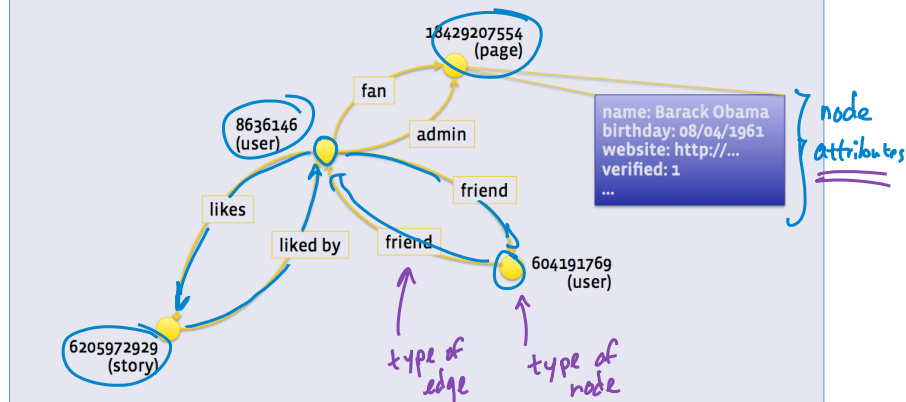 18429207554
(page)
fan
name: Barack Obama
birthday: 08/04/1961
website: http://...
verified: 1
...
node
attributes
8636146
(user)
admin
friend
likes
liked by
friend
604191769
(user)
6205972929
(story)
type of
edge
type of
node